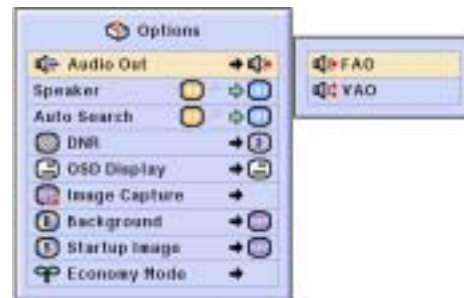 Options
Audio Out
Speaker
Auto Search
DNR
OSD Display
Image Capture
Background
Startup Image
Economy Mode
FAO
VAO